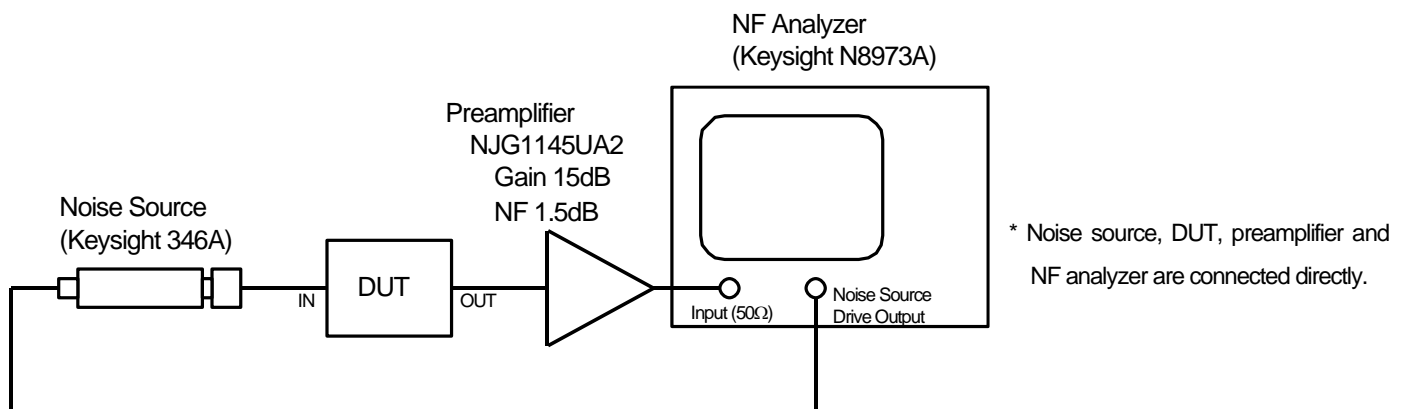 NF Analyzer
(Keysight N8973A)
Preamplifier
NJG1145UA2
Gain 15dB
NF 1.5dB
Noise Source
(Keysight 346A)
IN
DUT
OUT
Input (50Ω)
Noise Source
Drive Output
* Noise source, DUT, preamplifier and
NF analyzer are connected directly.